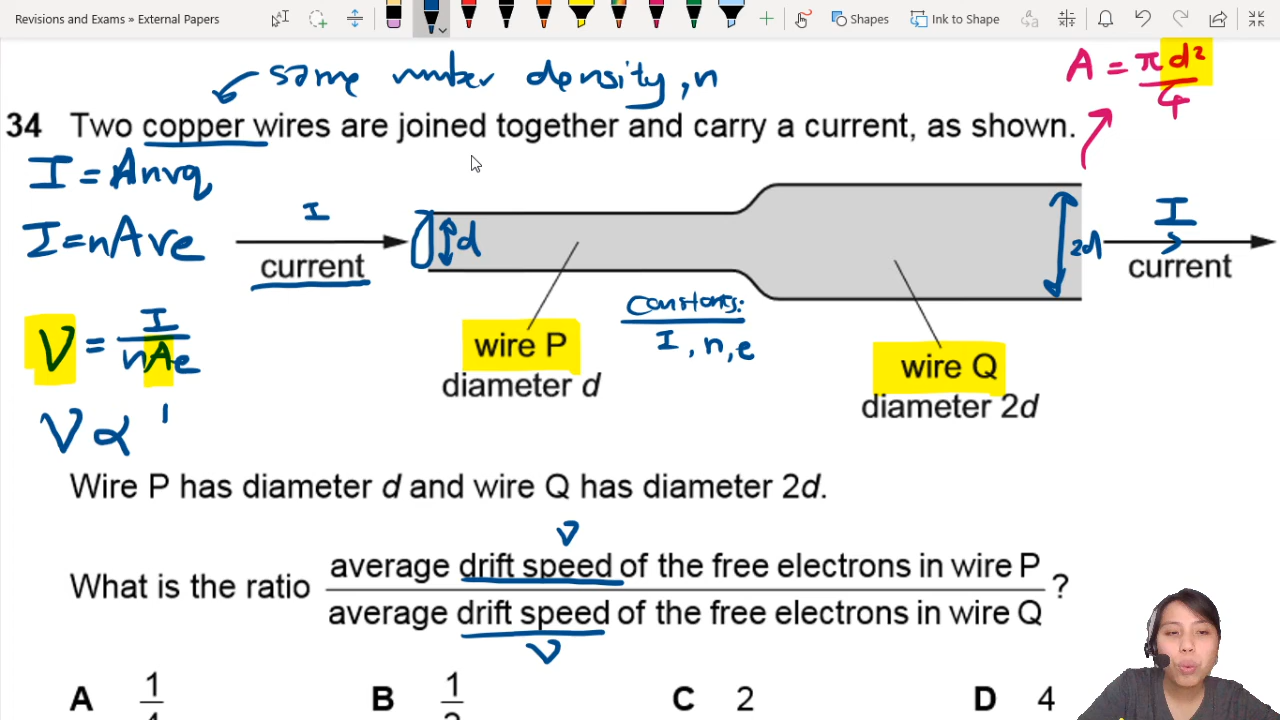 Revisions and Exams » External Papers
Shapes
Ink to Shape
same number density, n
A = πd²/4
34 Two copper wires are joined together and carry a current, as shown.
I = Anvq
I = nAve
I
current
d
2d
I
current
V = I/nAe
constants:
I, n, e
wire P
diameter d
wire Q
diameter 2d
V ∝ 1
Wire P has diameter d and wire Q has diameter 2d.
V
What is the ratio average drift speed of the free electrons in wire P / average drift speed of the free electrons in wire Q ?
V
A 1/4 B 1/2 C 2 D 4